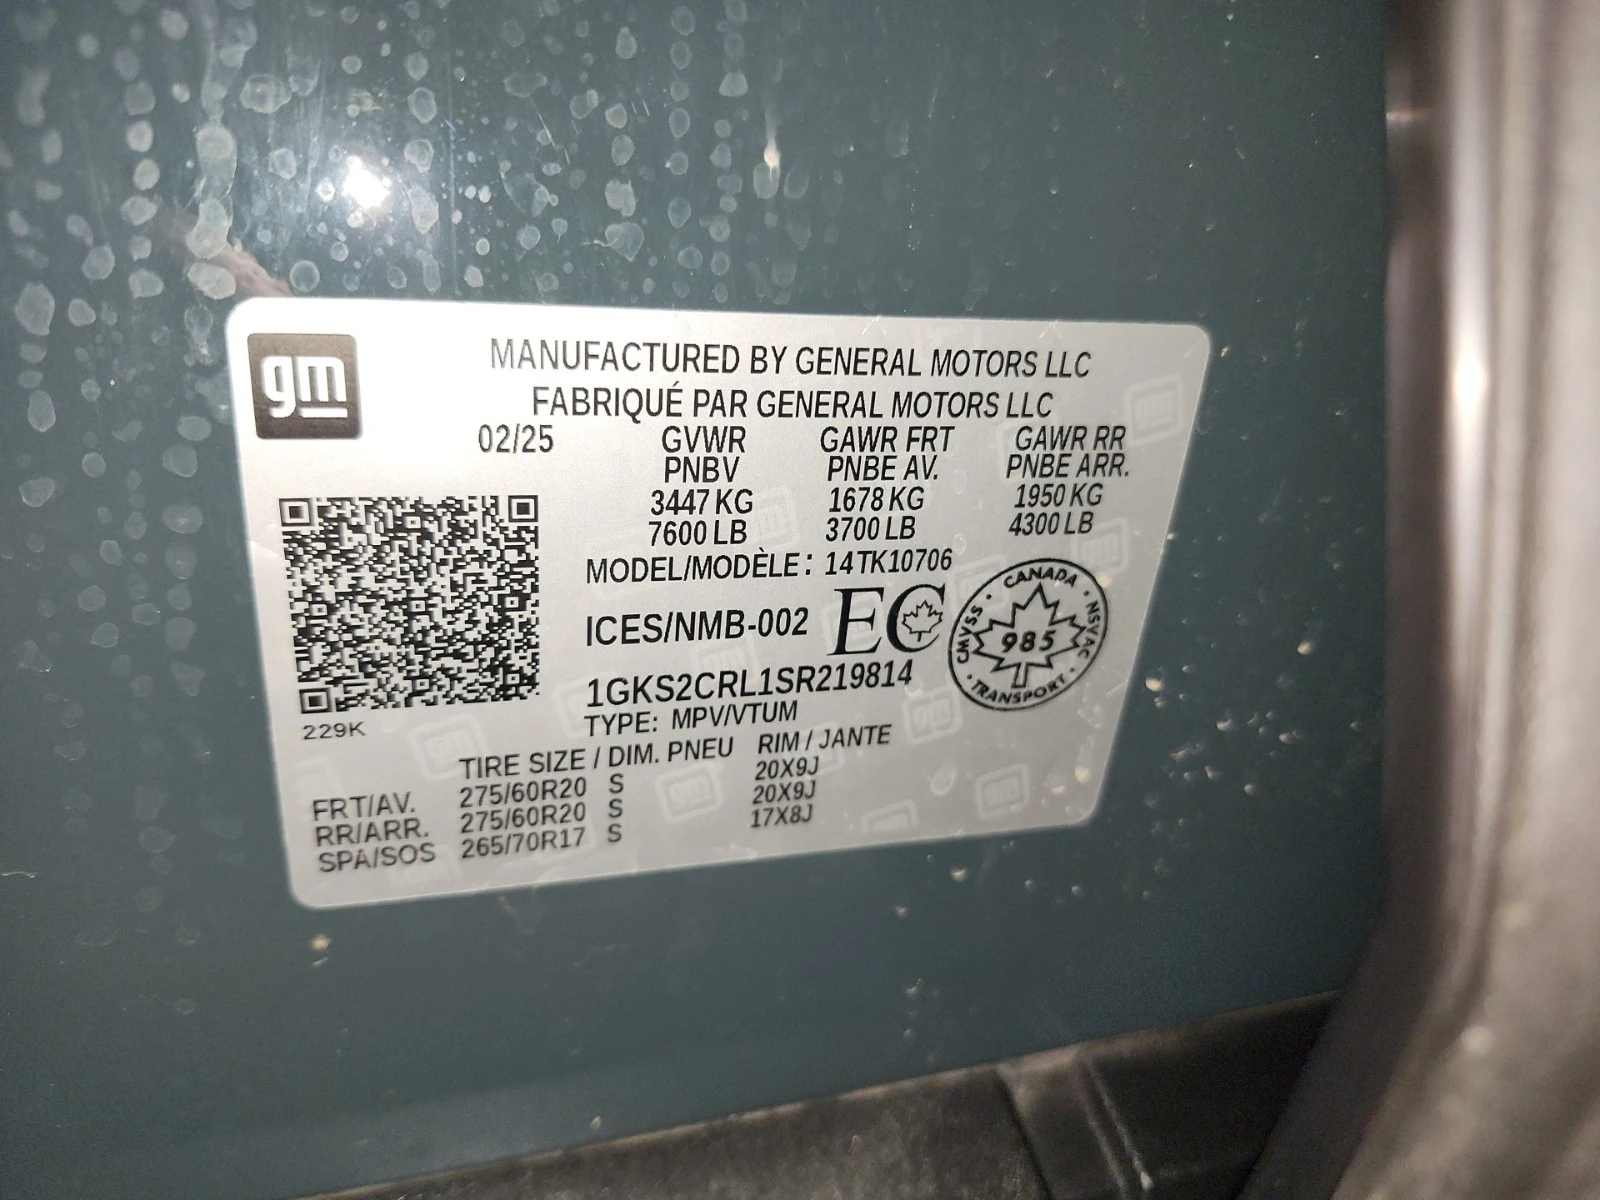 gm
MANUFACTURED BY GENERAL MOTORS LLC
FABRIQUÉ PAR GENERAL MOTORS LLC
02/25 GVWR GAWR FRT GAWR RR
PNBV PNBE AV. PNBE ARR.
3447 KG 1678 KG 1950 KG
7600 LB 3700 LB 4300 LB
MODEL/MODÈLE: 14TK10706
ICES/NMB-002 EC
CANADA · NSVAC · TRANSPORT · CMVSS ·
985
1GKS2CRL1SR219814
229K
TYPE: MPV/VTUM
TIRE SIZE / DIM. PNEU RIM / JANTE
FRT/AV. 275/60R20 S 20X9J
RR/ARR. 275/60R20 S 20X9J
SPA/SOS 265/70R17 S 17X8J